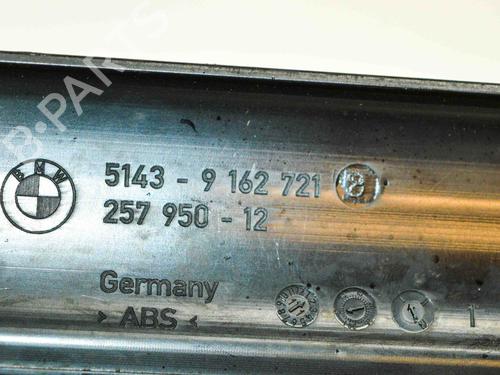 B-PARTS
BMW
5143 - 9 162 721
257 950 - 12
Germany
> ABS <
1